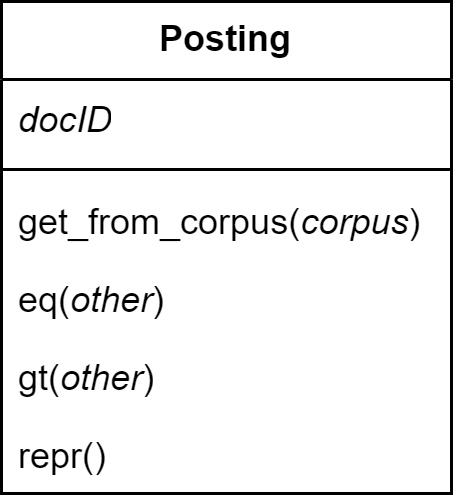 Posting
docID
get_from_corpus(corpus)
eq(other)
gt(other)
repr()